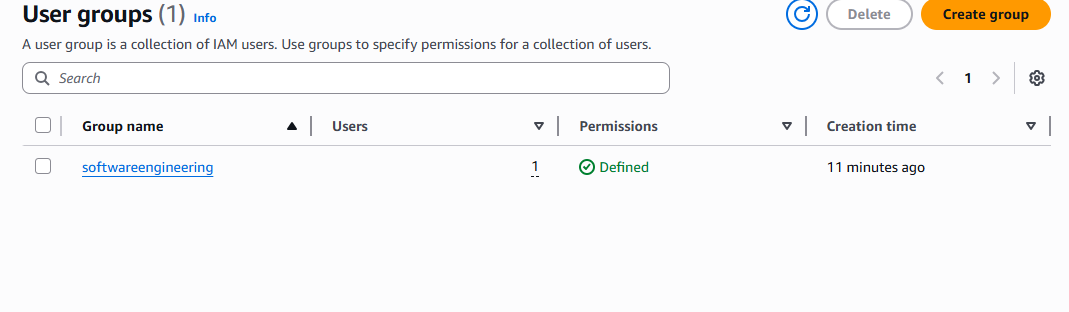 User groups (1) Info
Delete
Create group
A user group is a collection of IAM users. Use groups to specify permissions for a collection of users.
Search
1
Group name Users Permissions Creation time
softwareengineering 1 Defined 11 minutes ago